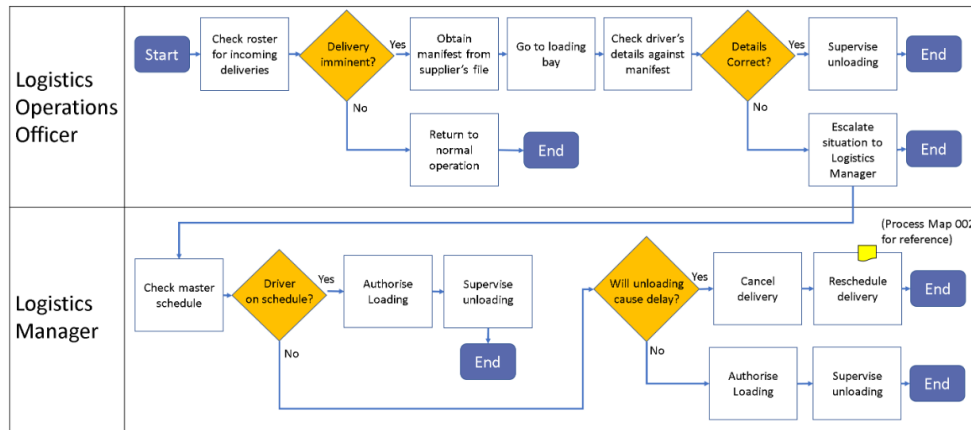 Logistics
Operations
Officer
Start
Check roster
for incoming
deliveries
Delivery
imminent?
Yes
No
Obtain
manifest from
supplier's file
Go to loading
bay
Check driver's
details against
manifest
Details
Correct?
Yes
No
Supervise
unloading
End
Return to
normal
operation
End
Escalate
situation to
Logistics
Manager
End
Logistics
Manager
Check master
schedule
Driver
on schedule?
Yes
No
Authorise
Loading
Supervise
unloading
End
Will unloading
cause delay?
Yes
No
Cancel
delivery
(Process Map 002
for reference)
Reschedule
delivery
End
Authorise
Loading
Supervise
unloading
End